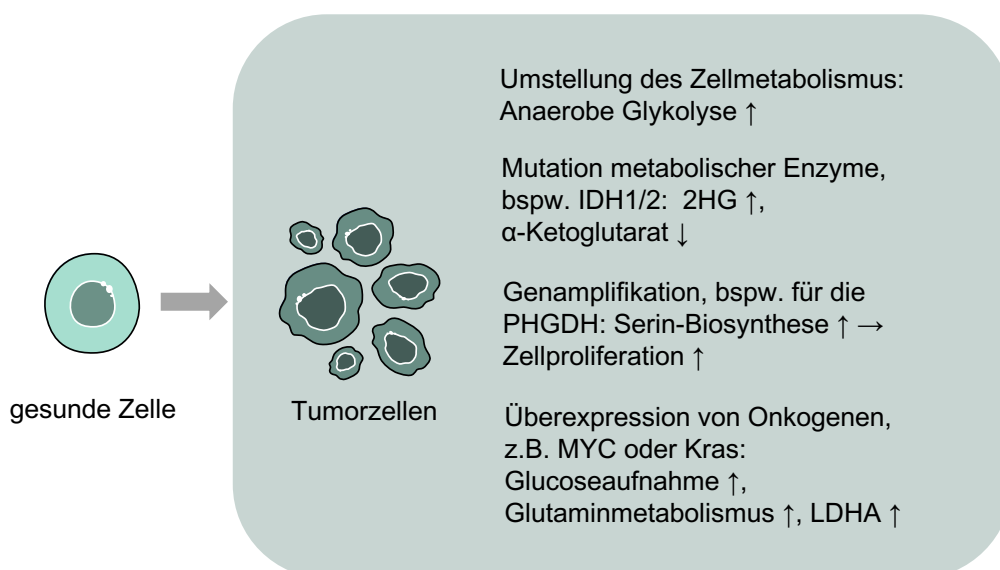 Umstellung des Zellmetabolismus:
Anaerobe Glykolyse ↑
Mutation metabolischer Enzyme,
bspw. IDH1/2:  2HG ↑,
α-Ketoglutarat ↓
Genamplifikation, bspw. für die
PHGDH: Serin-Biosynthese ↑ →
Zellproliferation ↑
Überexpression von Onkogenen,
z.B. MYC oder Kras:
Glucoseaufnahme ↑,
Glutaminmetabolismus ↑, LDHA ↑
gesunde Zelle
Tumorzellen